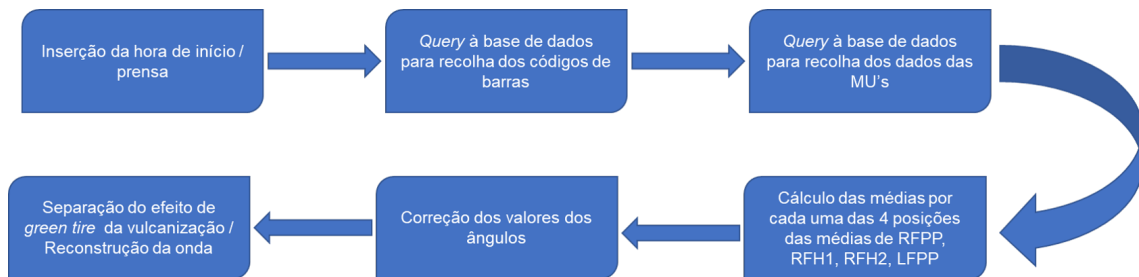 Inserção da hora de início /
prensa
Query à base de dados
para recolha dos códigos de
barras
Query à base de dados
para recolha dos dados das
MU's
Cálculo das médias por
cada uma das 4 posições
das médias de RFPP,
RFH1, RFH2, LFPP
Correção dos valores dos
ângulos
Separação do efeito de
green tire da vulcanização /
Reconstrução da onda